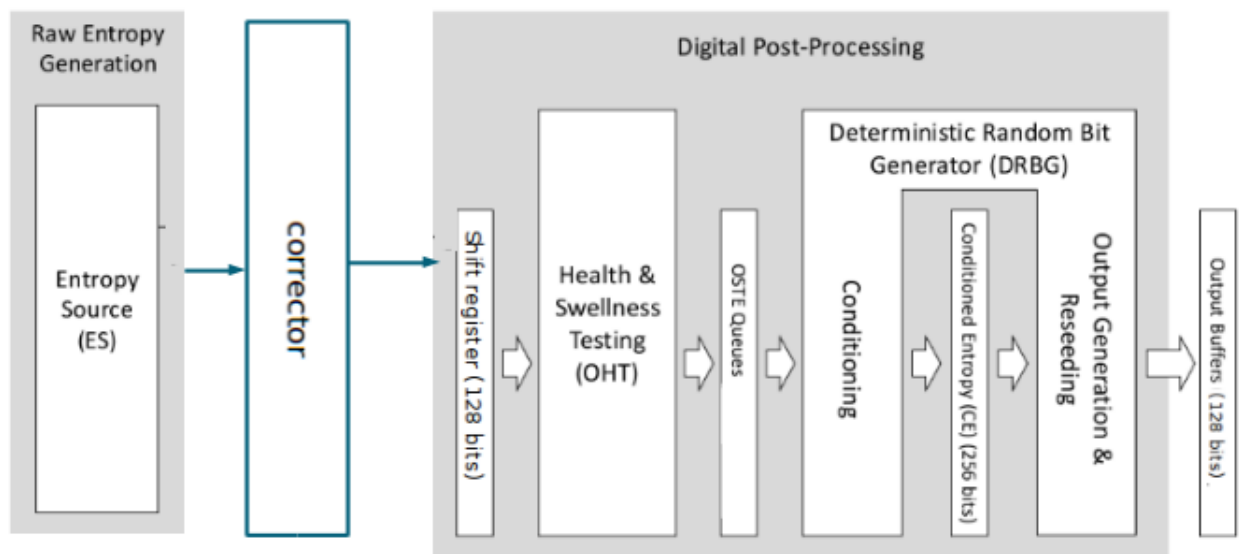 Raw Entropy
Generation
Entropy
Source
(ES)
corrector
Digital Post-Processing
Shift register ( 128 bits)
Health &
Swellness
Testing
(OHT)
OSTE Queues
Deterministic Random Bit
Generator (DRBG)
Conditioning
Conditioned Entropy (CE) (256 bits)
Output Generation &
Reseeding
Output Buffers (128 bits).